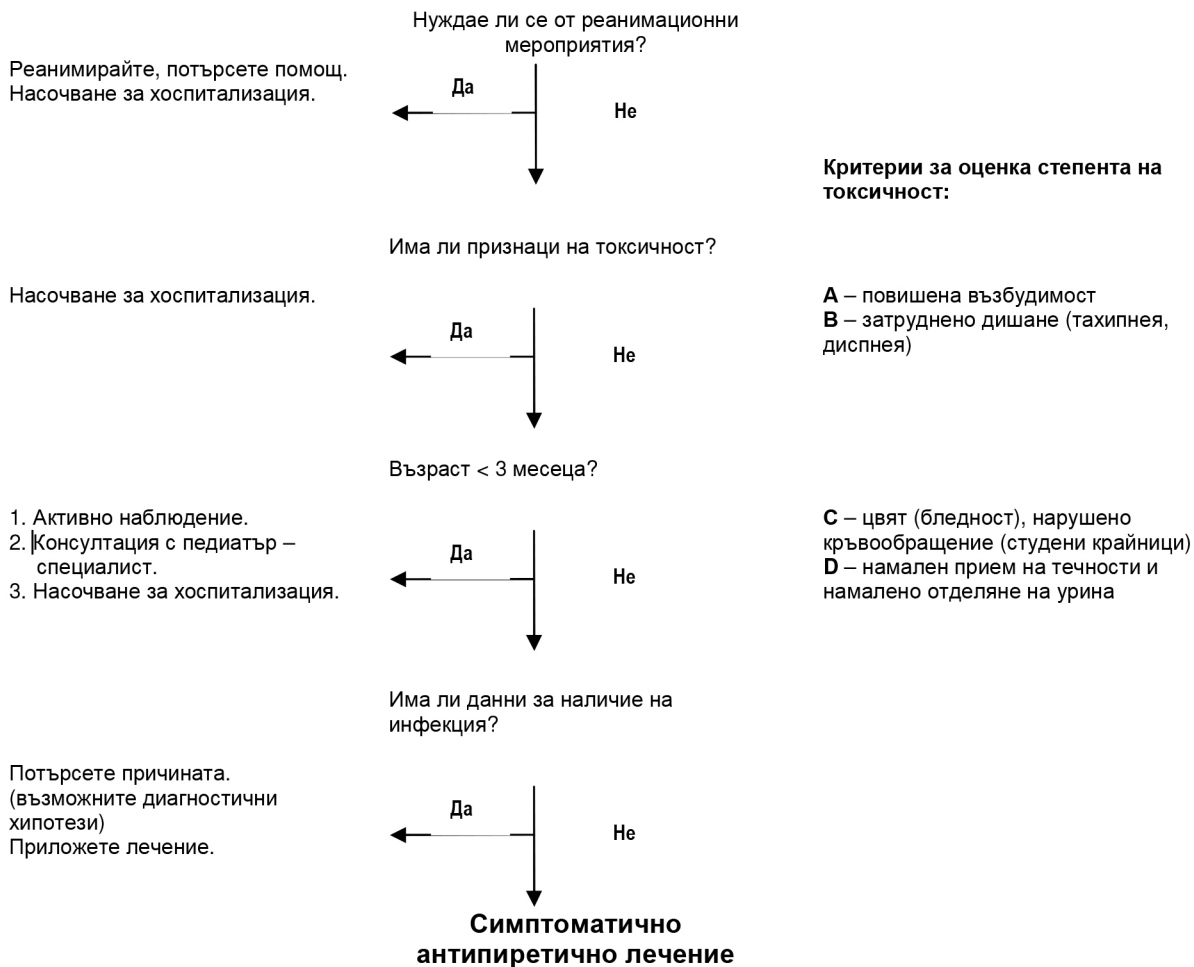 Нуждае ли се от реанимационни
мероприятия?
Реанимирайте, потърсете помощ.
Насочване за хоспитализация.
Да
Не
Критерии за оценка степента на
токсичност:
Има ли признаци на токсичност?
Насочване за хоспитализация.
Да
Не
А – повишена възбудимост
В – затруднено дишане (тахипнея,
диспнея)
Възраст < 3 месеца?
1. Активно наблюдение.
2. Консултация с педиатър –
специалист.
3. Насочване за хоспитализация.
Да
Не
С – цвят (бледност), нарушено
кръвообращение (студени крайници)
D – намален прием на течности и
намалено отделяне на урина
Има ли данни за наличие на
инфекция?
Потърсете причината.
(възможните диагностични
хипотези)
Приложете лечение.
Да
Не
Симптоматично
антипиретично лечение